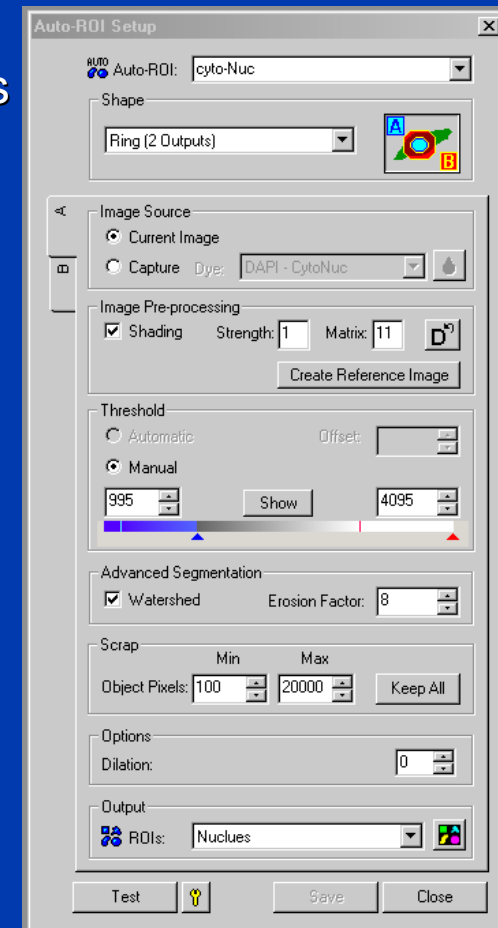 s
Auto-ROI Setup
AUTO Auto-ROI: cyto-Nuc
Shape
Ring (2 Outputs)
A
B
A
B
Image Source
Current Image
Capture Dye: DAPI - CytoNuc
Image Pre-processing
Shading Strength: 1 Matrix: 11 D
Create Reference Image
Threshold
Automatic Offset:
Manual
995 Show 4095
Advanced Segmentation
Watershed Erosion Factor: 8
Scrap
Min Max
Object Pixels: 100 20000 Keep All
Options
Dilation: 0
Output
ROIs: Nuclues
Test Save Close